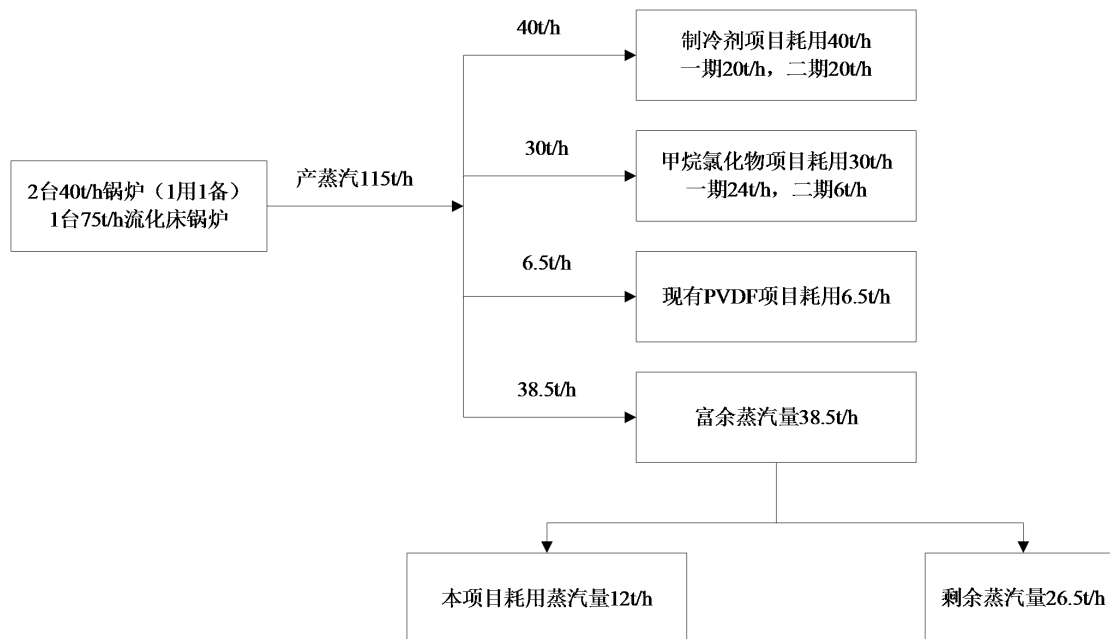 40t/h
制冷剂项目耗用40t/h
一期20t/h，二期20t/h
30t/h
甲烷氯化物项目耗用30t/h
一期24t/h，二期6t/h
2台40t/h锅炉（1用1备）
1台75t/h流化床锅炉
产蒸汽115t/h
6.5t/h
现有PVDF项目耗用6.5t/h
38.5t/h
富余蒸汽量38.5t/h
本项目耗用蒸汽量12t/h
剩余蒸汽量26.5t/h